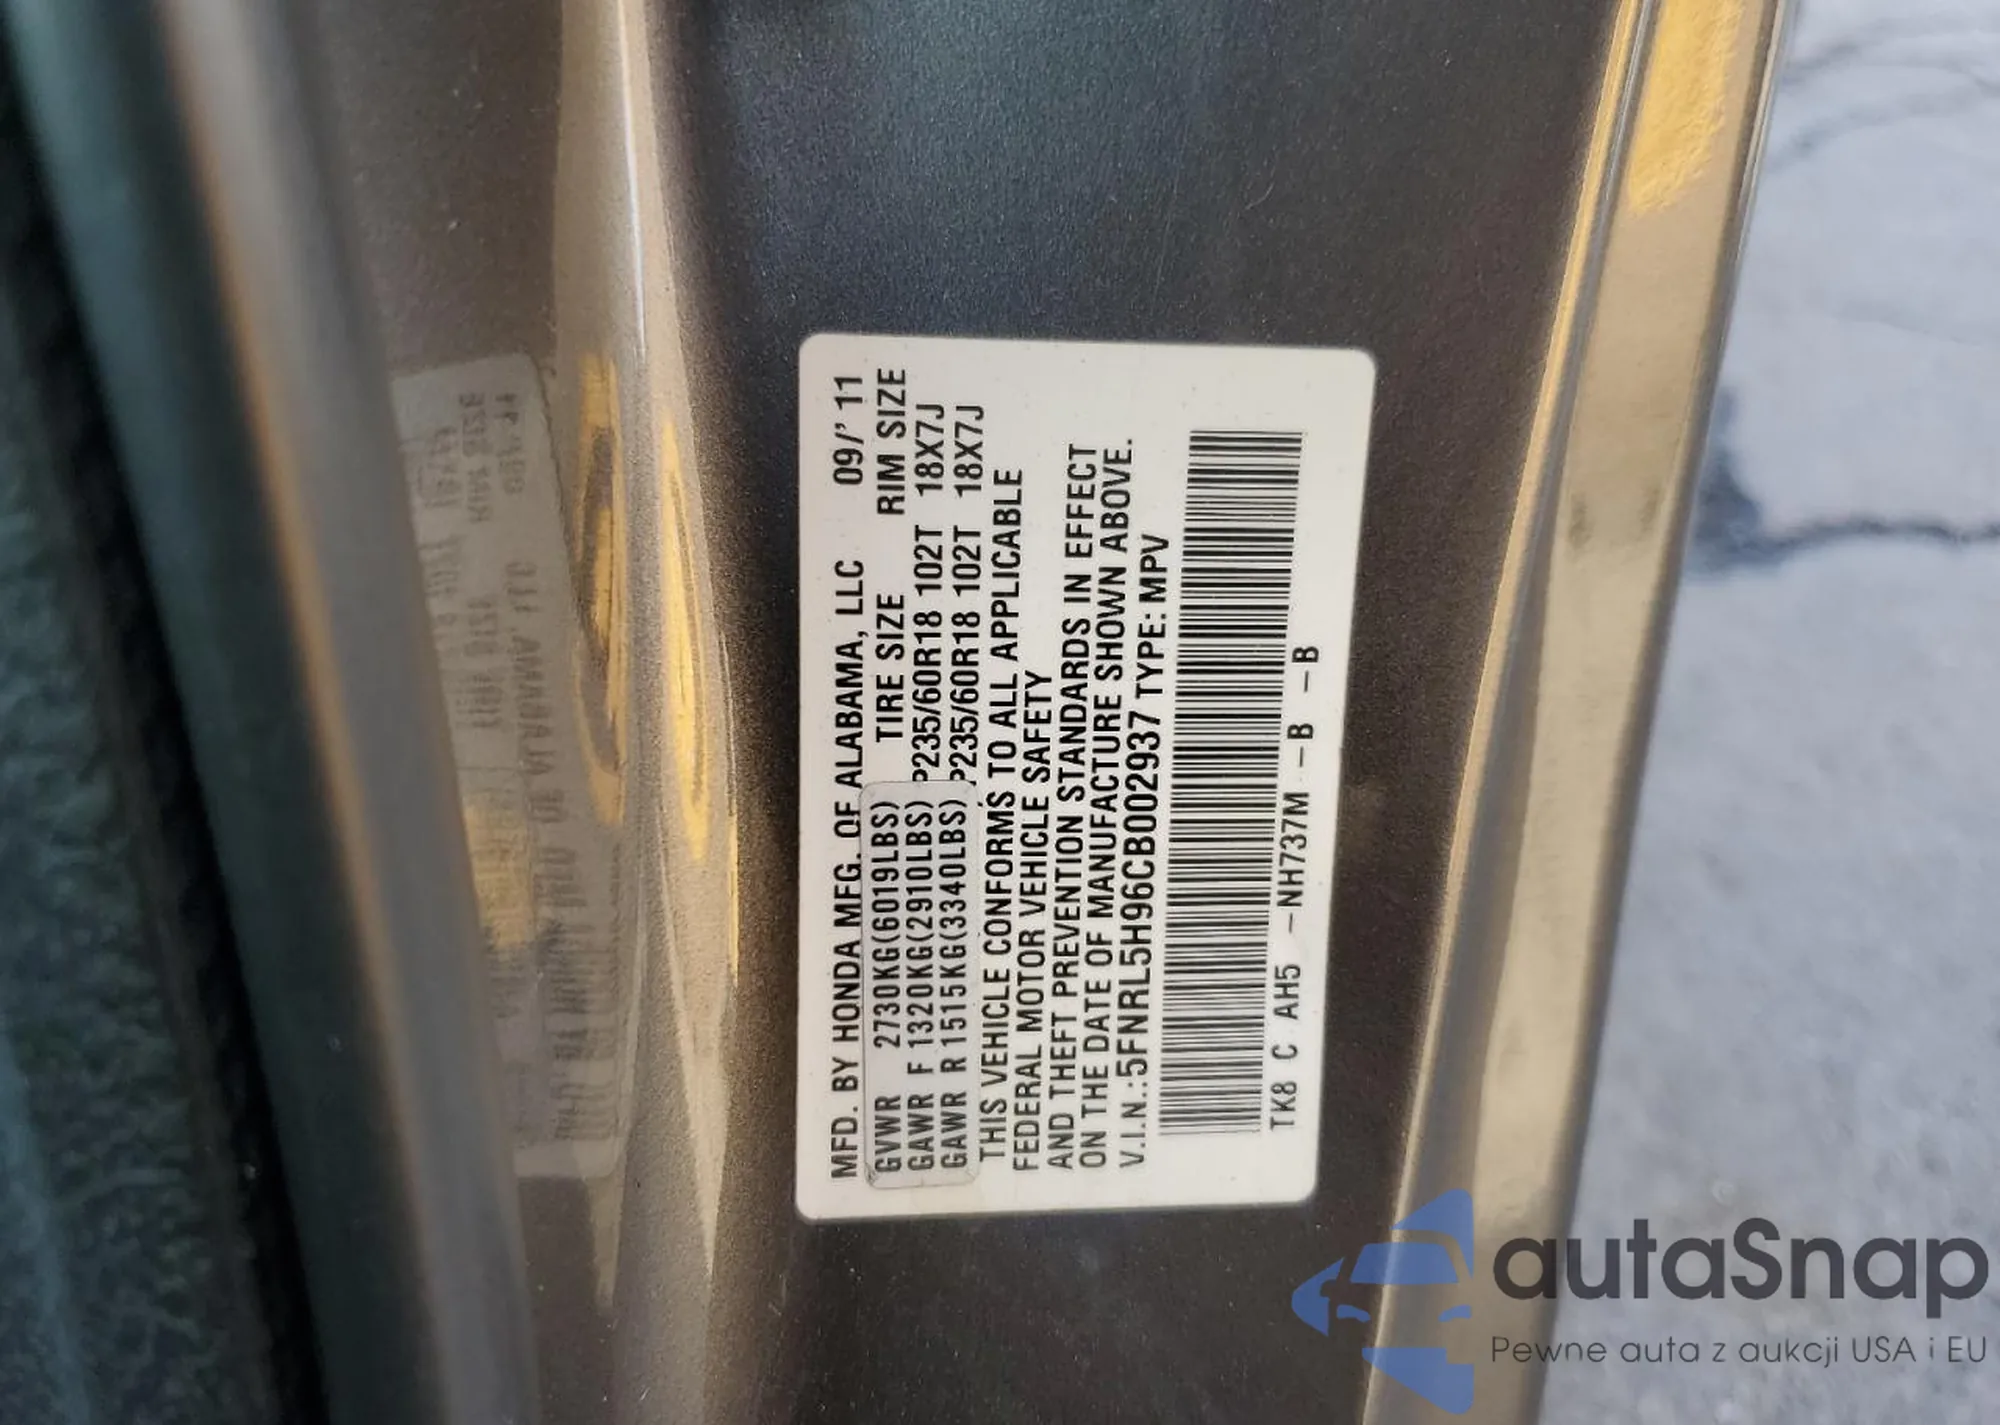 MFD. BY HONDA MFG. OF ALABAMA, LLC 09/' 11
GVWR 2730KG(6019LBS) TIRE SIZE RIM SIZE
GAWR F 1320KG(2910LBS) P235/60R18 102T 18X7J
GAWR R 1515KG(3340LBS) P235/60R18 102T 18X7J
THIS VEHICLE CONFORMS TO ALL APPLICABLE
FEDERAL MOTOR VEHICLE SAFETY
AND THEFT PREVENTION STANDARDS IN EFFECT
ON THE DATE OF MANUFACTURE SHOWN ABOVE.
V.I.N.:5FNRL5H96CB002937 TYPE: MPV
TK8 C AH5 -NH737M -B -B
autaSnap
Pewne auta z aukcji USA i EU